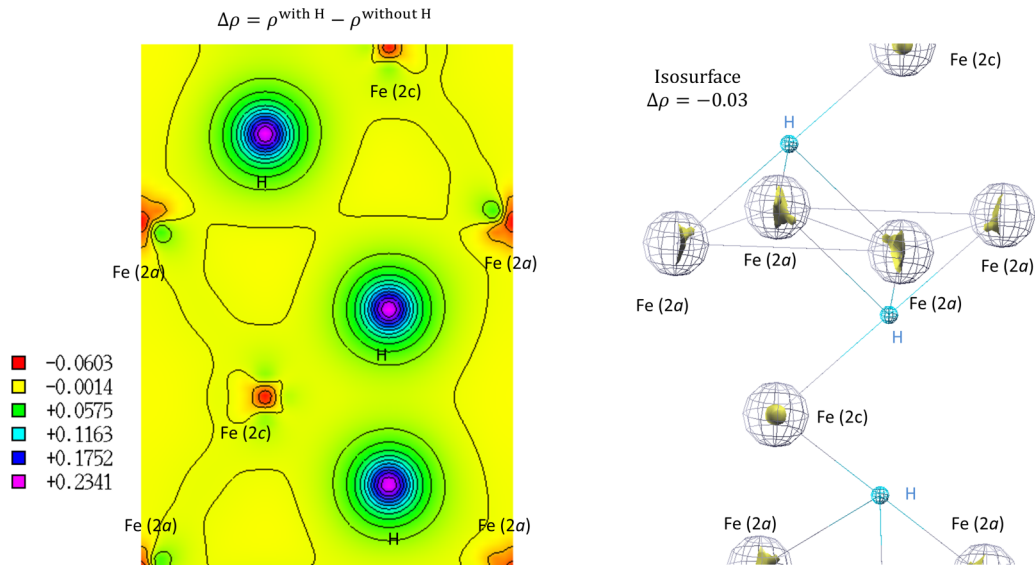 Δρ = ρ^with H − ρ^without H
Fe (2c)
H
Fe (2a)
Fe (2a)
H
Fe (2c)
H
Fe (2a)
Fe (2a)
-0.0603
-0.0014
+0.0575
+0.1163
+0.1752
+0.2341
Isosurface
Δρ = −0.03
Fe (2c)
H
Fe (2a)
Fe (2a)
Fe (2a)
Fe (2a)
H
Fe (2c)
H
Fe (2a)
Fe (2a)